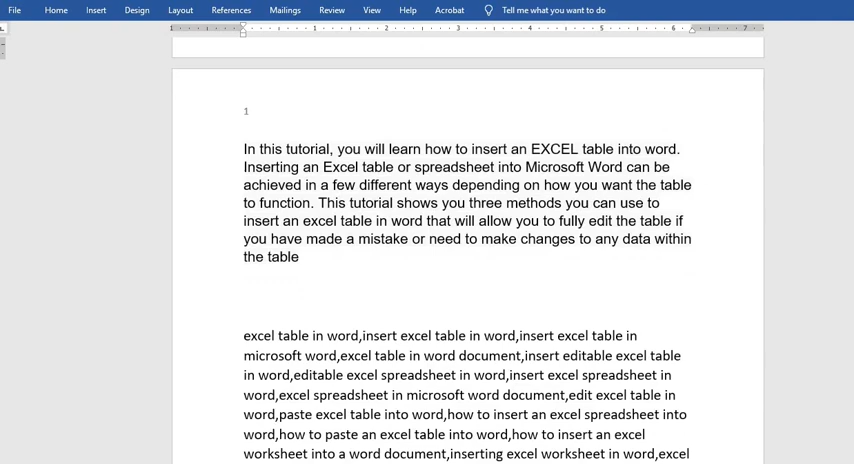 File Home Insert Design Layout References Mailings Review View Help Acrobat Tell me what you want to do
1 1 2 3 4 5 6 7
1
In this tutorial, you will learn how to insert an EXCEL table into word.
Inserting an Excel table or spreadsheet into Microsoft Word can be
achieved in a few different ways depending on how you want the table
to function. This tutorial shows you three methods you can use to
insert an excel table in word that will allow you to fully edit the table if
you have made a mistake or need to make changes to any data within
the table
excel table in word,insert excel table in word,insert excel table in
microsoft word,excel table in word document,insert editable excel table
in word,editable excel spreadsheet in word,insert excel spreadsheet in
word,excel spreadsheet in microsoft word document,edit excel table in
word,paste excel table into word,how to insert an excel spreadsheet into
word,how to paste an excel table into word,how to insert an excel
worksheet into a word document,inserting excel worksheet in word,excel